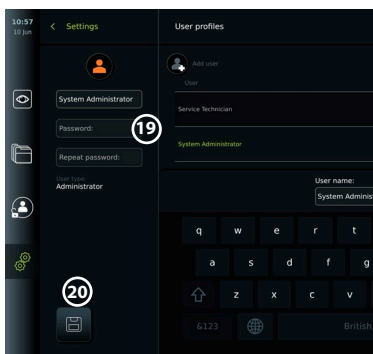 10:57
10 Jun
Settings
User profiles
Add user
User
System Administrator
Service Technician
Password:
19
System Administrator
Repeat password:
User type:
Administrator
User name:
System Adminis
q w e r t
a s d f g
20
z x c v
&123
British